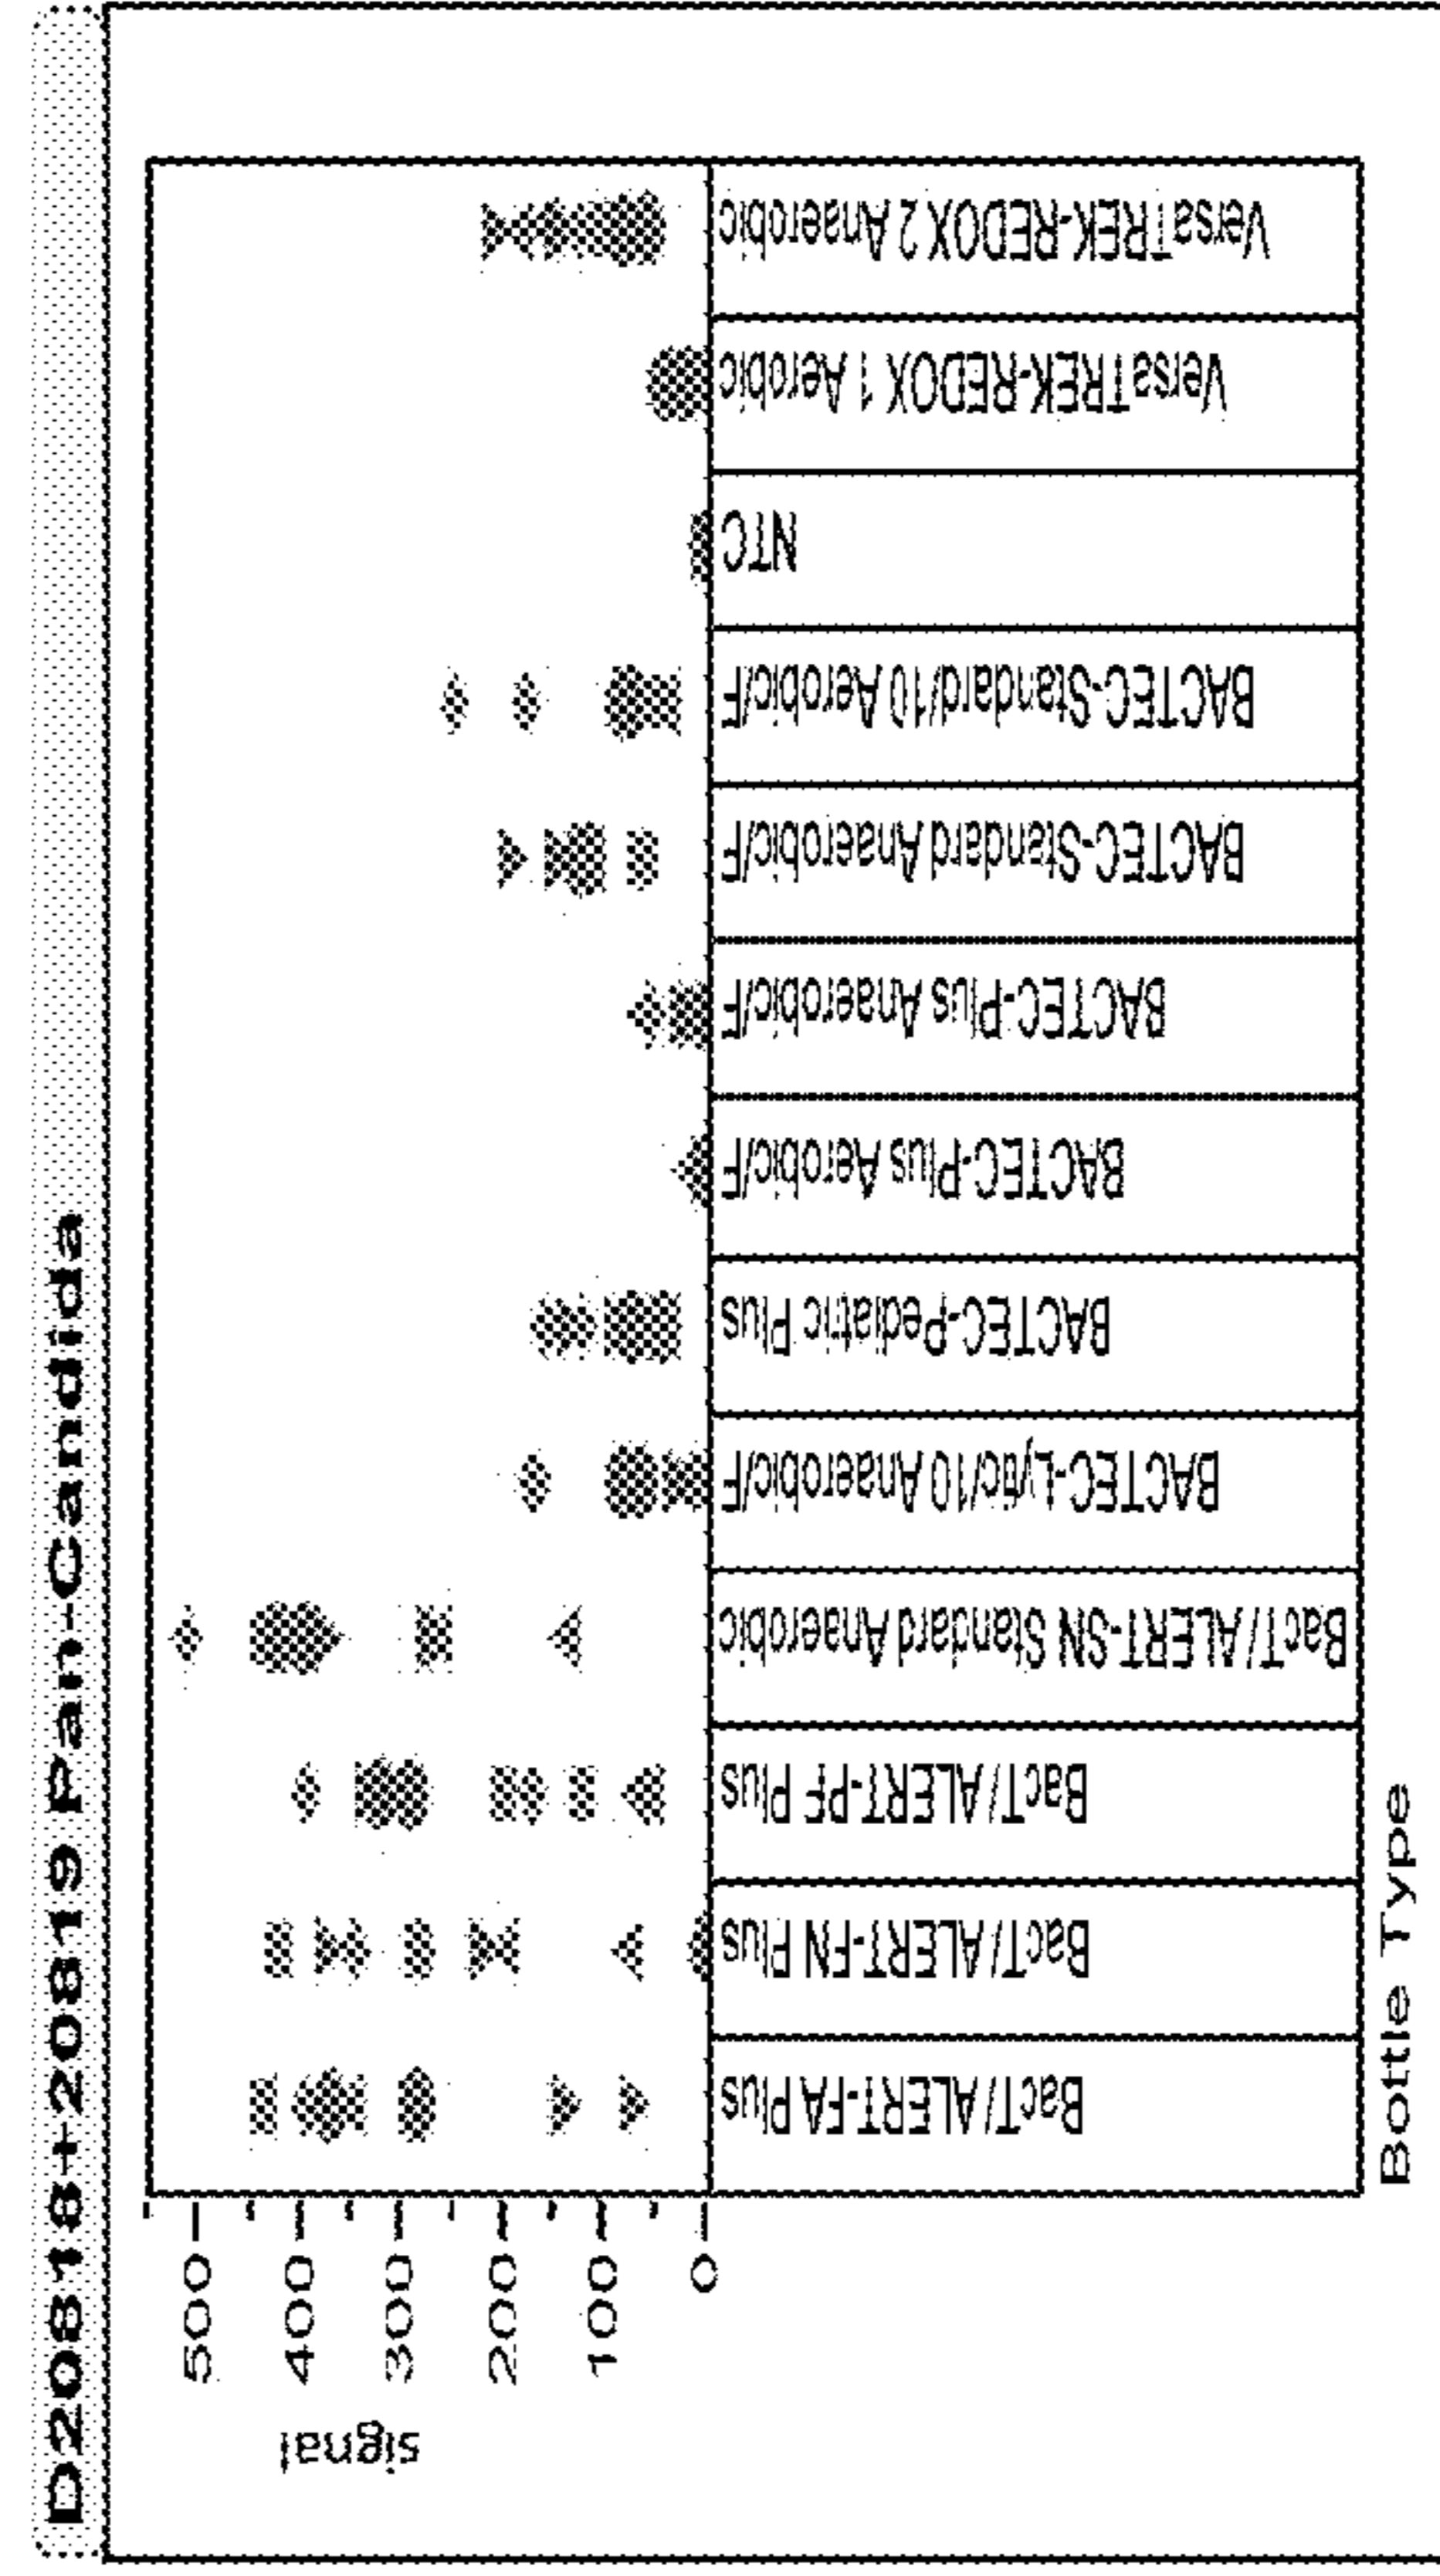 D20818+20819 Pan-Candida
signal
500
400
300
200
100
0
BacT/ALERT-FA Plus
BacT/ALERT-FN Plus
BacT/ALERT-PF Plus
BacT/ALERT-SN Standard Anaerobic
BACTEC-Lytic/10 Anaerobic/F
BACTEC-Pediatric Plus
BACTEC-Plus Aerobic/F
BACTEC-Plus Anaerobic/F
BACTEC-Standard Anaerobic/F
BACTEC-Standard/10 Aerobic/F
NTC
VersaTREK-REDOX 1 Aerobic
VersaTREK-REDOX 2 Anaerobic
Bottle Type